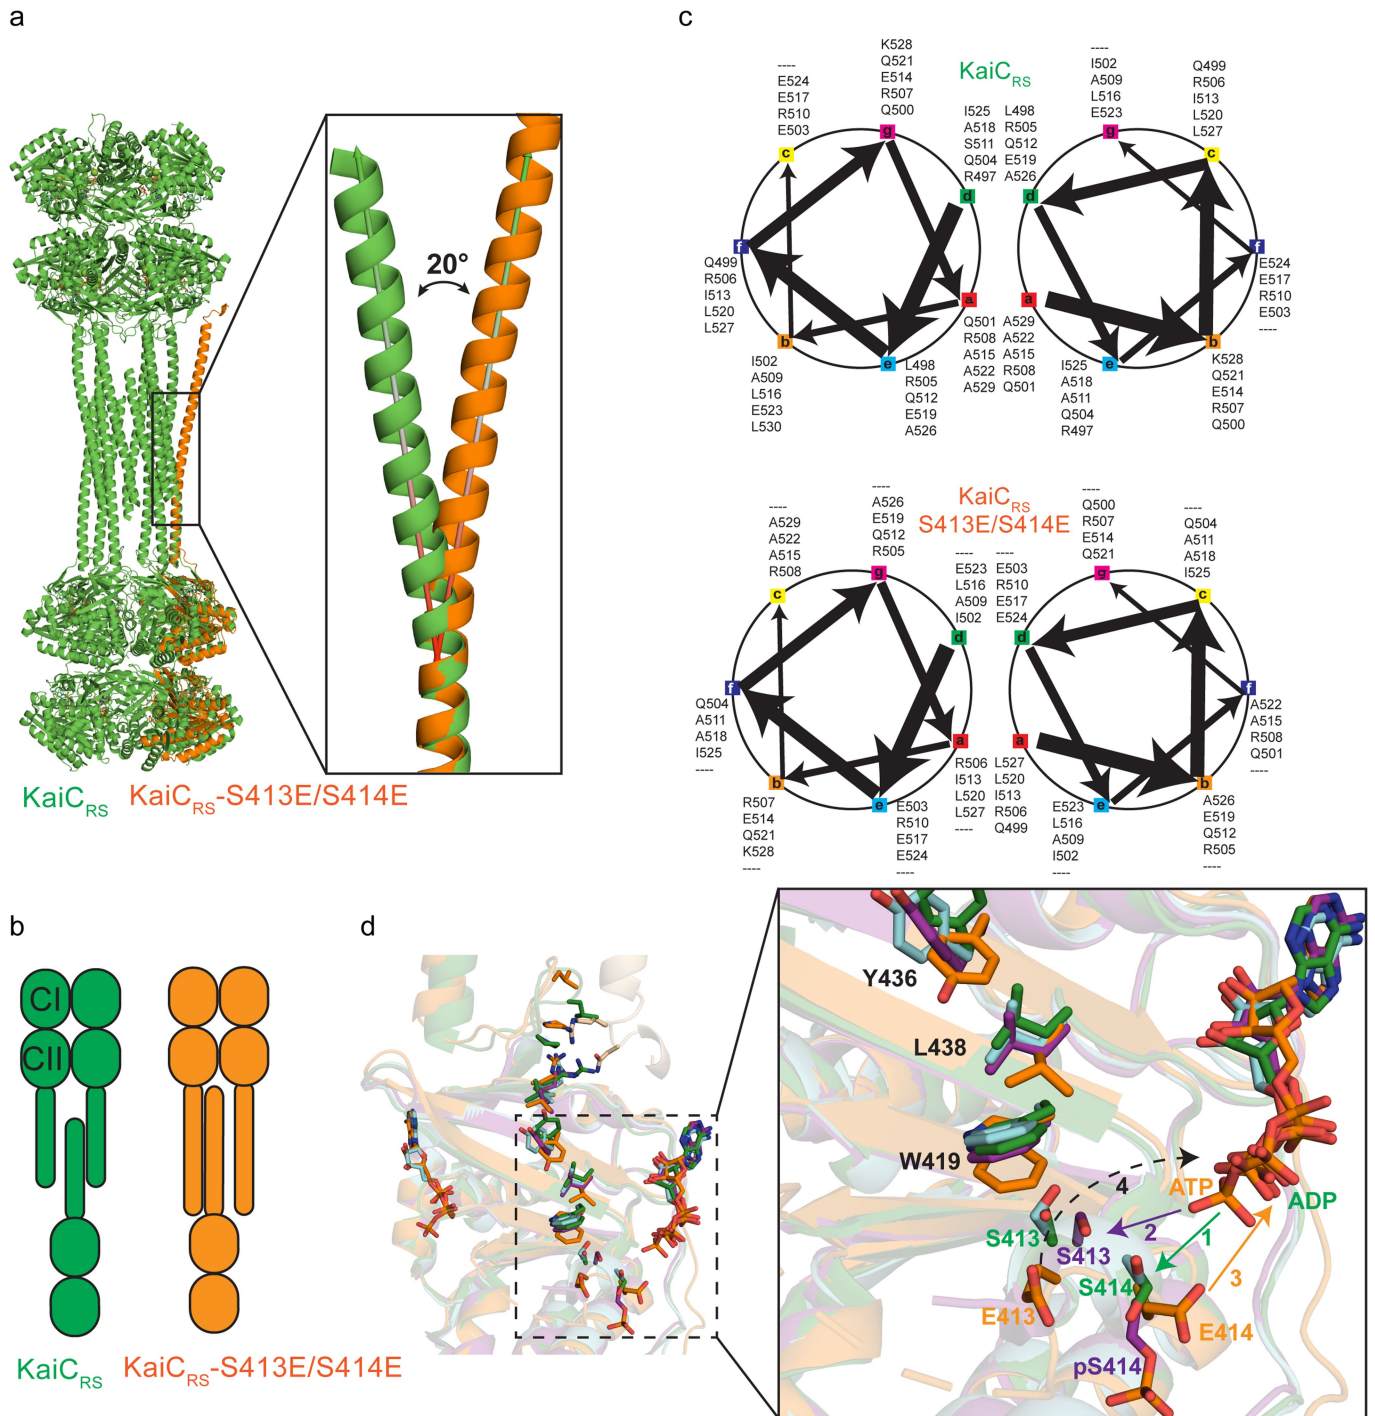 a
20°
KaiCRS
KaiCRS-S413E/S414E
b
CI
CII
KaiCRS
KaiCRS-S413E/S414E
c
KaiCRS
----
E524
E517
R510
E503
K528
Q521
E514
R507
Q500
I525
A518
S511
Q504
R497
L498
R505
Q512
E519
A526
----
I502
A509
L516
E523
Q499
R506
I513
L520
L527
c
g
d
f
a
b
e
g
c
d
f
a
b
e
Q499
R506
I513
L520
L527
I502
A509
L516
E523
L530
L498
R505
Q512
E519
A526
Q501
R508
A515
A522
A529
A529
A522
A515
R508
Q501
I525
A518
A511
Q504
R497
K528
Q521
E514
R507
Q500
E524
E517
R510
E503
----
KaiCRS
S413E/S414E
----
A529
A522
A515
R508
----
A526
E519
Q512
R505
----
E523
L516
A509
I502
----
E503
R510
E517
E524
----
Q500
R507
E514
Q521
----
Q504
A511
A518
I525
c
g
d
f
a
b
e
g
c
d
f
a
b
e
Q504
A511
A518
I525
----
R507
E514
Q521
K528
----
E503
R510
E517
E524
----
R506
I513
L520
L527
----
L527
L520
I513
R506
Q499
E523
L516
A509
I502
----
A526
E519
Q512
R505
----
A522
A515
R508
Q501
----
d
Y436
L438
W419
S413
S413
E413
S414
E414
pS414
ATP
ADP
4
2
1
3